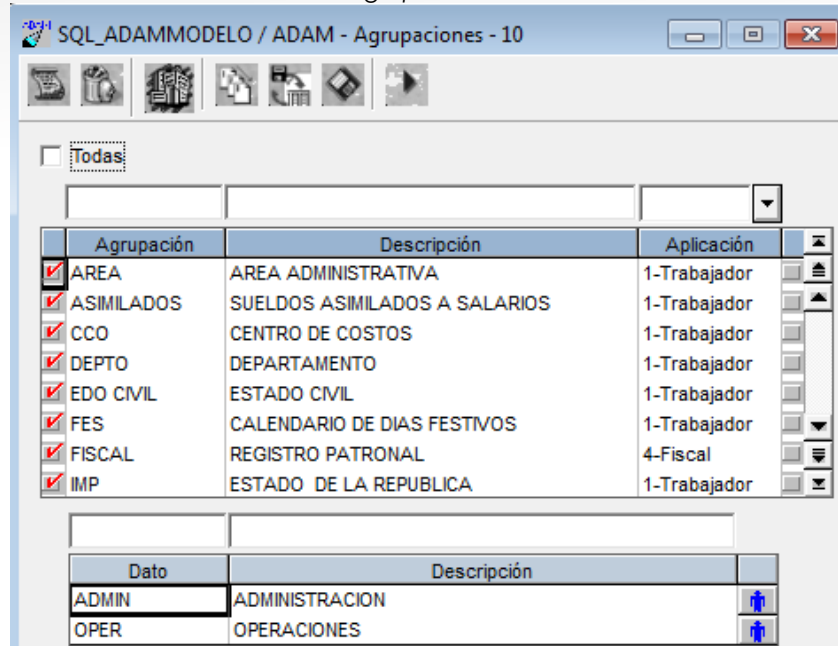 SQL_ADAMMODELO / ADAM - Agrupaciones - 10
Todas
Agrupación Descripción Aplicación
AREA AREA ADMINISTRATIVA 1-Trabajador
ASIMILADOS SUELDOS ASIMILADOS A SALARIOS 1-Trabajador
CCO CENTRO DE COSTOS 1-Trabajador
DEPTO DEPARTAMENTO 1-Trabajador
EDO CIVIL ESTADO CIVIL 1-Trabajador
FES CALENDARIO DE DIAS FESTIVOS 1-Trabajador
FISCAL REGISTRO PATRONAL 4-Fiscal
IMP ESTADO DE LA REPUBLICA 1-Trabajador
Dato Descripción
ADMIN ADMINISTRACION
OPER OPERACIONES